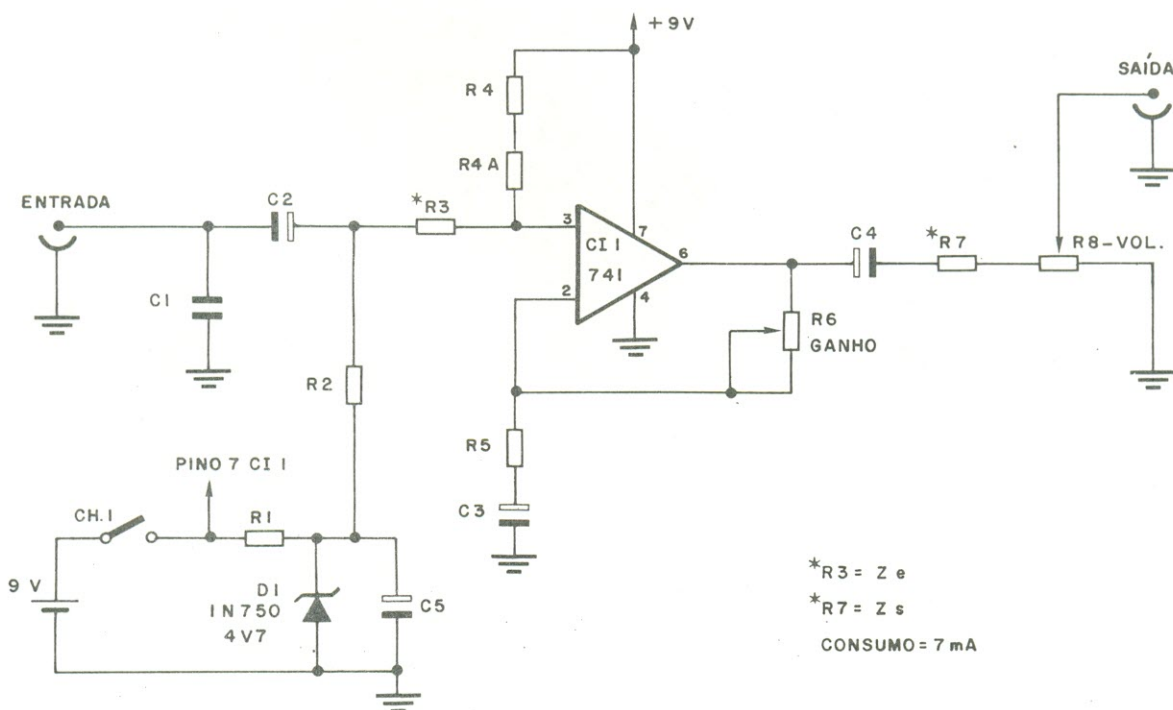 +9V
SAÍDA
R4
R4A
ENTRADA
C2
*R3
3
7
CI 1
741
6
2
4
C4
*R7
R8-VOL.
C1
R6
GANHO
R2
R5
PINO 7 CI 1
C3
CH.1
R1
9 V
D1
1N750
4V7
C5
*R3 = Z e
*R7 = Z s
CONSUMO = 7 mA